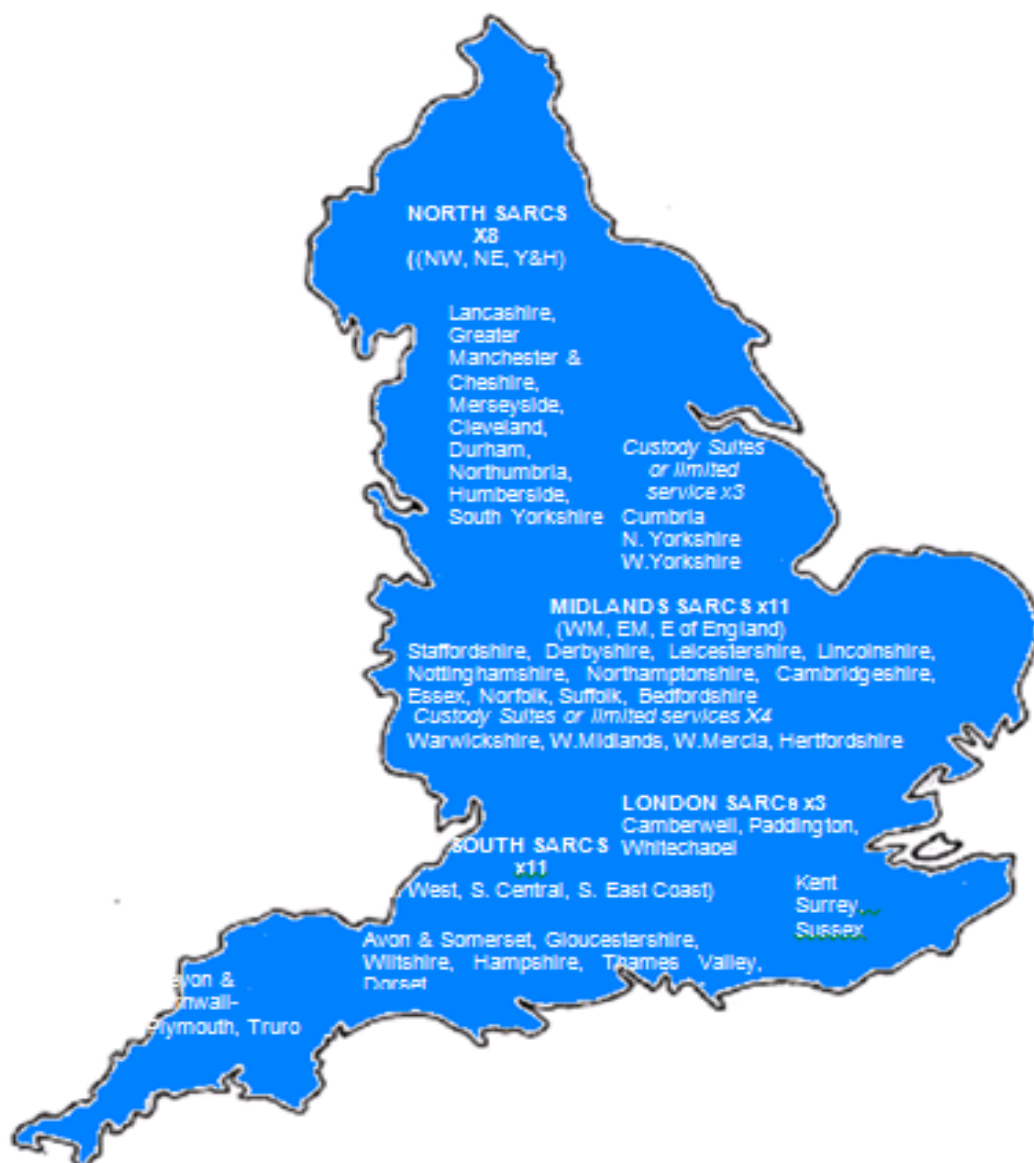 NORTH SARCS
X8
((NW, NE, Y&H)
Lancashire,
Greater
Manchester &
Cheshire,
Merseyside,
Cleveland,
Durham,
Northumbria,
Humberside,
South Yorkshire
Custody Suites
or limited
service x3
Cumbria
N. Yorkshire
W.Yorkshire
MIDLANDS SARCS x11
(WM, EM, E of England)
Staffordshire, Derbyshire, Leicestershire, Lincolnshire,
Nottinghamshire, Northamptonshire, Cambridgeshire,
Essex, Norfolk, Suffolk, Bedfordshire
Custody Suites or limited services X4
Warwickshire, W.Midlands, W.Mercia, Hertfordshire
LONDON SARCs x3
Camberwell, Paddington,
Whitechapel
SOUTH SARCS
x11
West, S. Central, S. East Coast)
Kent
Surrey,
Sussex
Avon & Somerset, Gloucestershire,
Wiltshire, Hampshire, Thames Valley,
Dorset
evon &
rnwall-
Plymouth, Truro